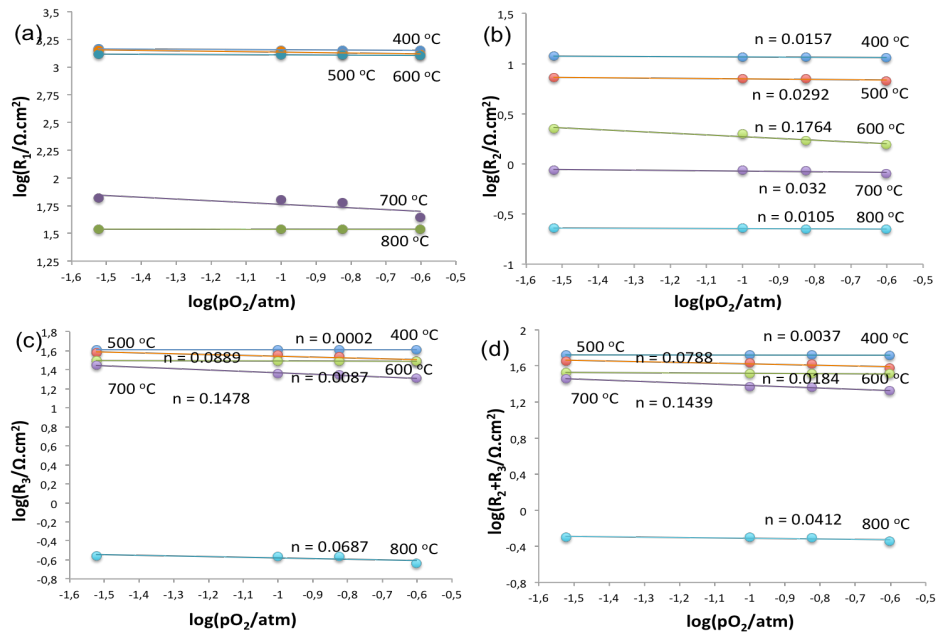 (a)
log(R1/Ω.cm2)
3,5
3,25
3
2,75
2,5
2,25
2
1,75
1,5
1,25
400 oC
500 oC
600 oC
700 oC
800 oC
-1,6 -1,5 -1,4 -1,3 -1,2 -1,1 -1 -0,9 -0,8 -0,7 -0,6 -0,5
log(pO2/atm)
(b)
log(R2/Ω.cm2)
1,5
1
0,5
0
-0,5
-1
n = 0.0157
400 oC
n = 0.0292
500 oC
n = 0.1764
600 oC
n = 0.032
700 oC
n = 0.0105
800 oC
-1,6 -1,5 -1,4 -1,3 -1,2 -1,1 -1 -0,9 -0,8 -0,7 -0,6 -0,5
log(pO2/atm)
(c)
log(R3/Ω.cm2)
1,8
1,6
1,4
1,2
1
0,8
0,6
0,4
0,2
0
-0,2
-0,4
-0,6
-0,8
500 oC
n = 0.0002
400 oC
n = 0.0889
n = 0.0087
600 oC
700 oC
n = 0.1478
n = 0.0687
800 oC
-1,6 -1,5 -1,4 -1,3 -1,2 -1,1 -1 -0,9 -0,8 -0,7 -0,6 -0,5
log(pO2/atm)
(d)
log(R2+R3/Ω.cm2)
2
1,6
1,2
0,8
0,4
0
-0,4
-0,8
500 oC
n = 0.0037
400 oC
n = 0.0788
n = 0.0184
600 oC
700 oC
n = 0.1439
n = 0.0412
800 oC
-1,6 -1,5 -1,4 -1,3 -1,2 -1,1 -1 -0,9 -0,8 -0,7 -0,6 -0,5
log(pO2/atm)